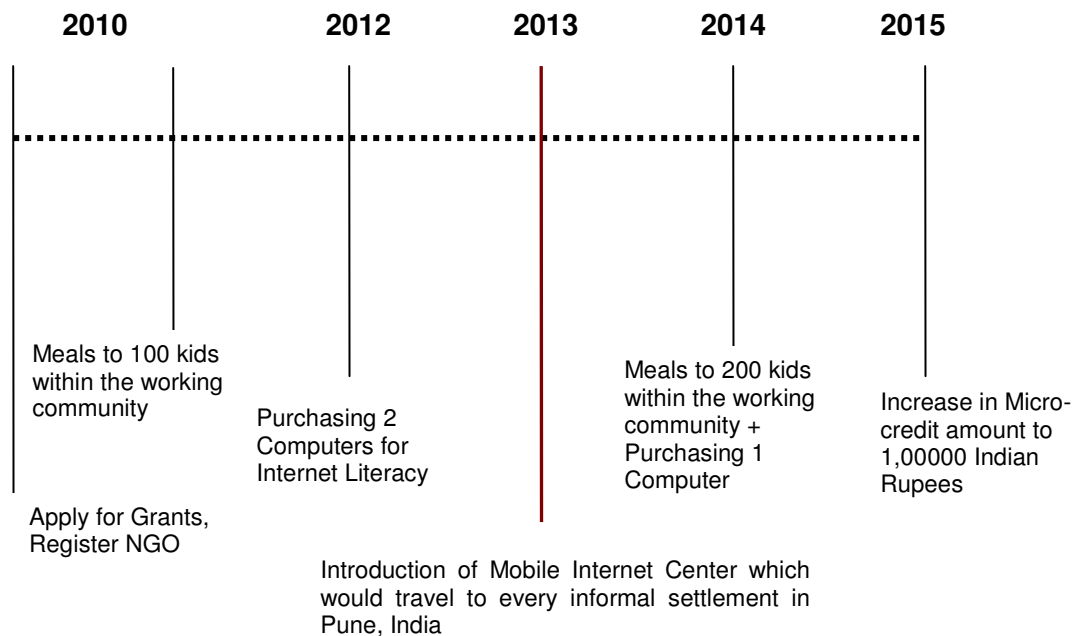 2010 2012 2013 2014 2015
Meals to 100 kids
within the working
community
Purchasing 2
Computers for
Internet Literacy
Meals to 200 kids
within the working
community +
Purchasing 1
Computer
Increase in Micro-
credit amount to
1,00000 Indian
Rupees
Apply for Grants,
Register NGO
Introduction of Mobile Internet Center which
would travel to every informal settlement in
Pune, India